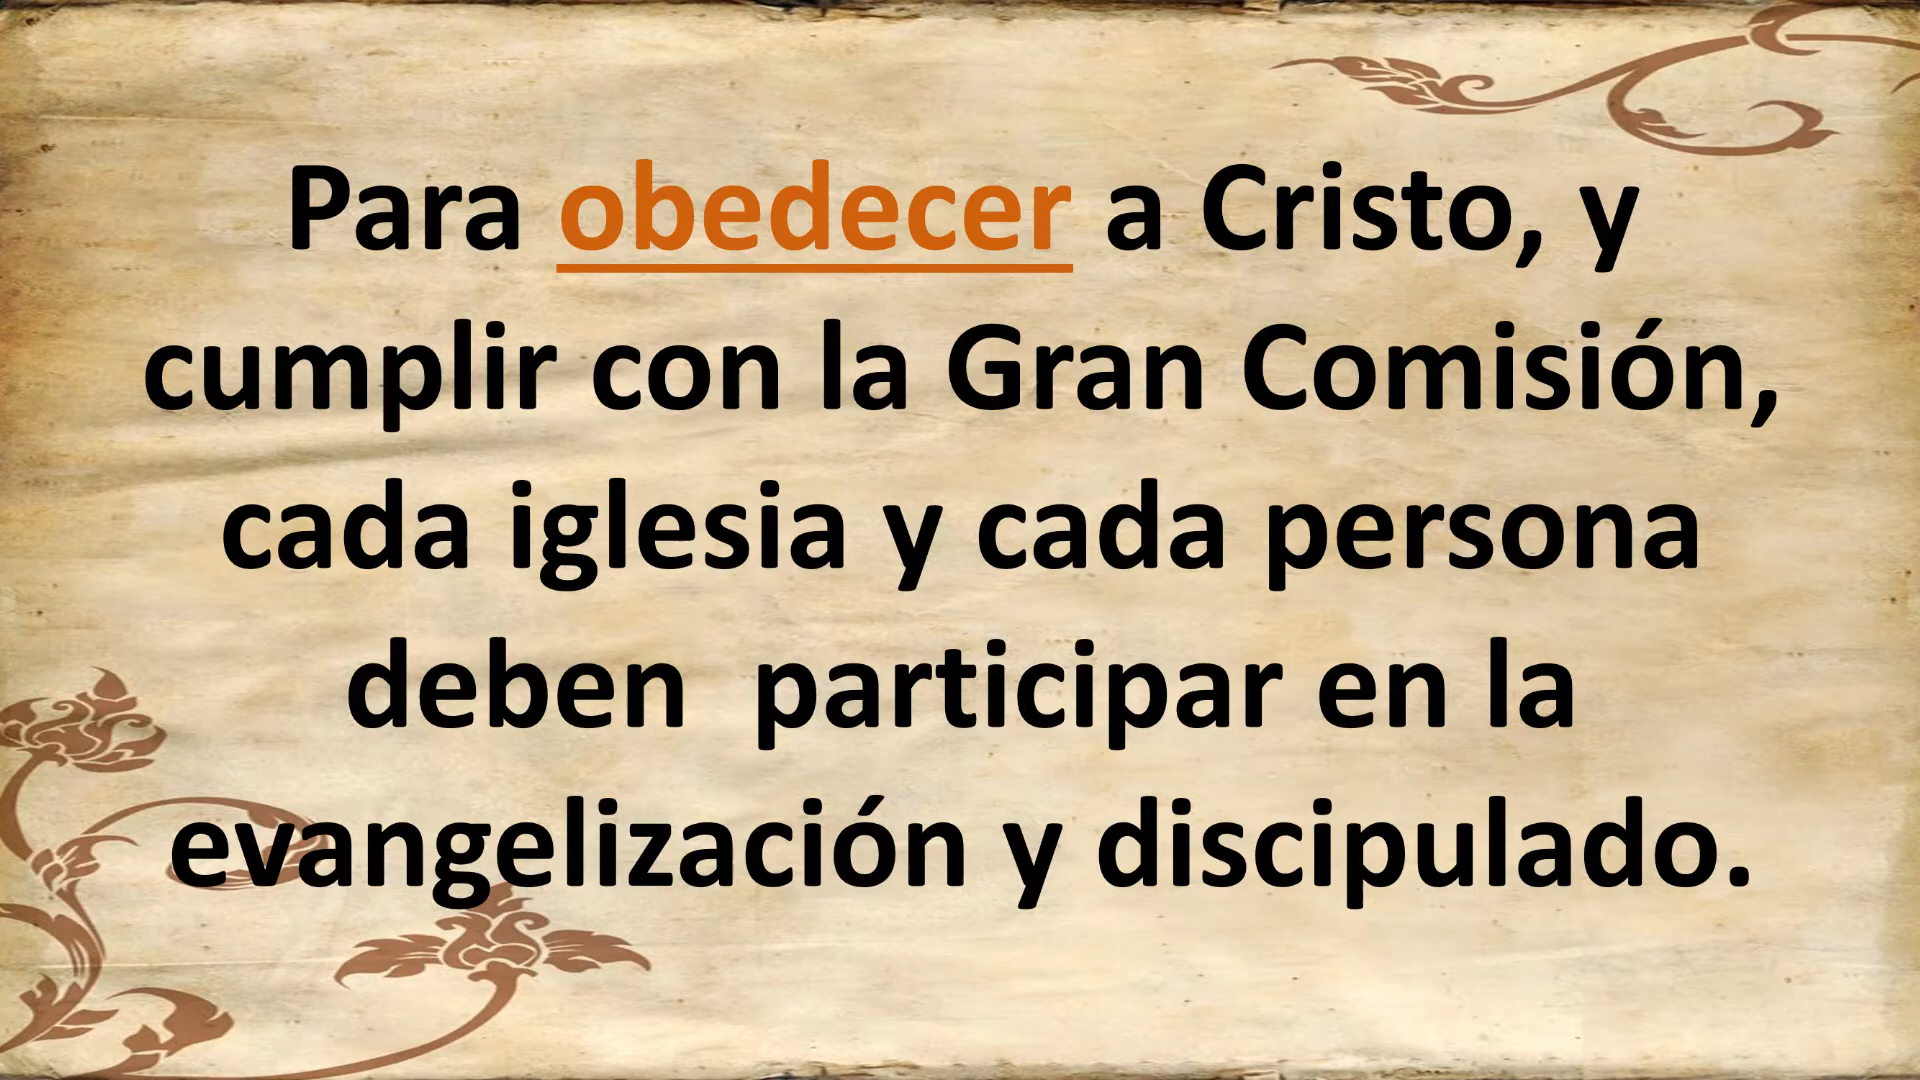 Para obedecer a Cristo, y
cumplir con la Gran Comisión,
cada iglesia y cada persona
deben  participar en la
evangelización y discipulado.